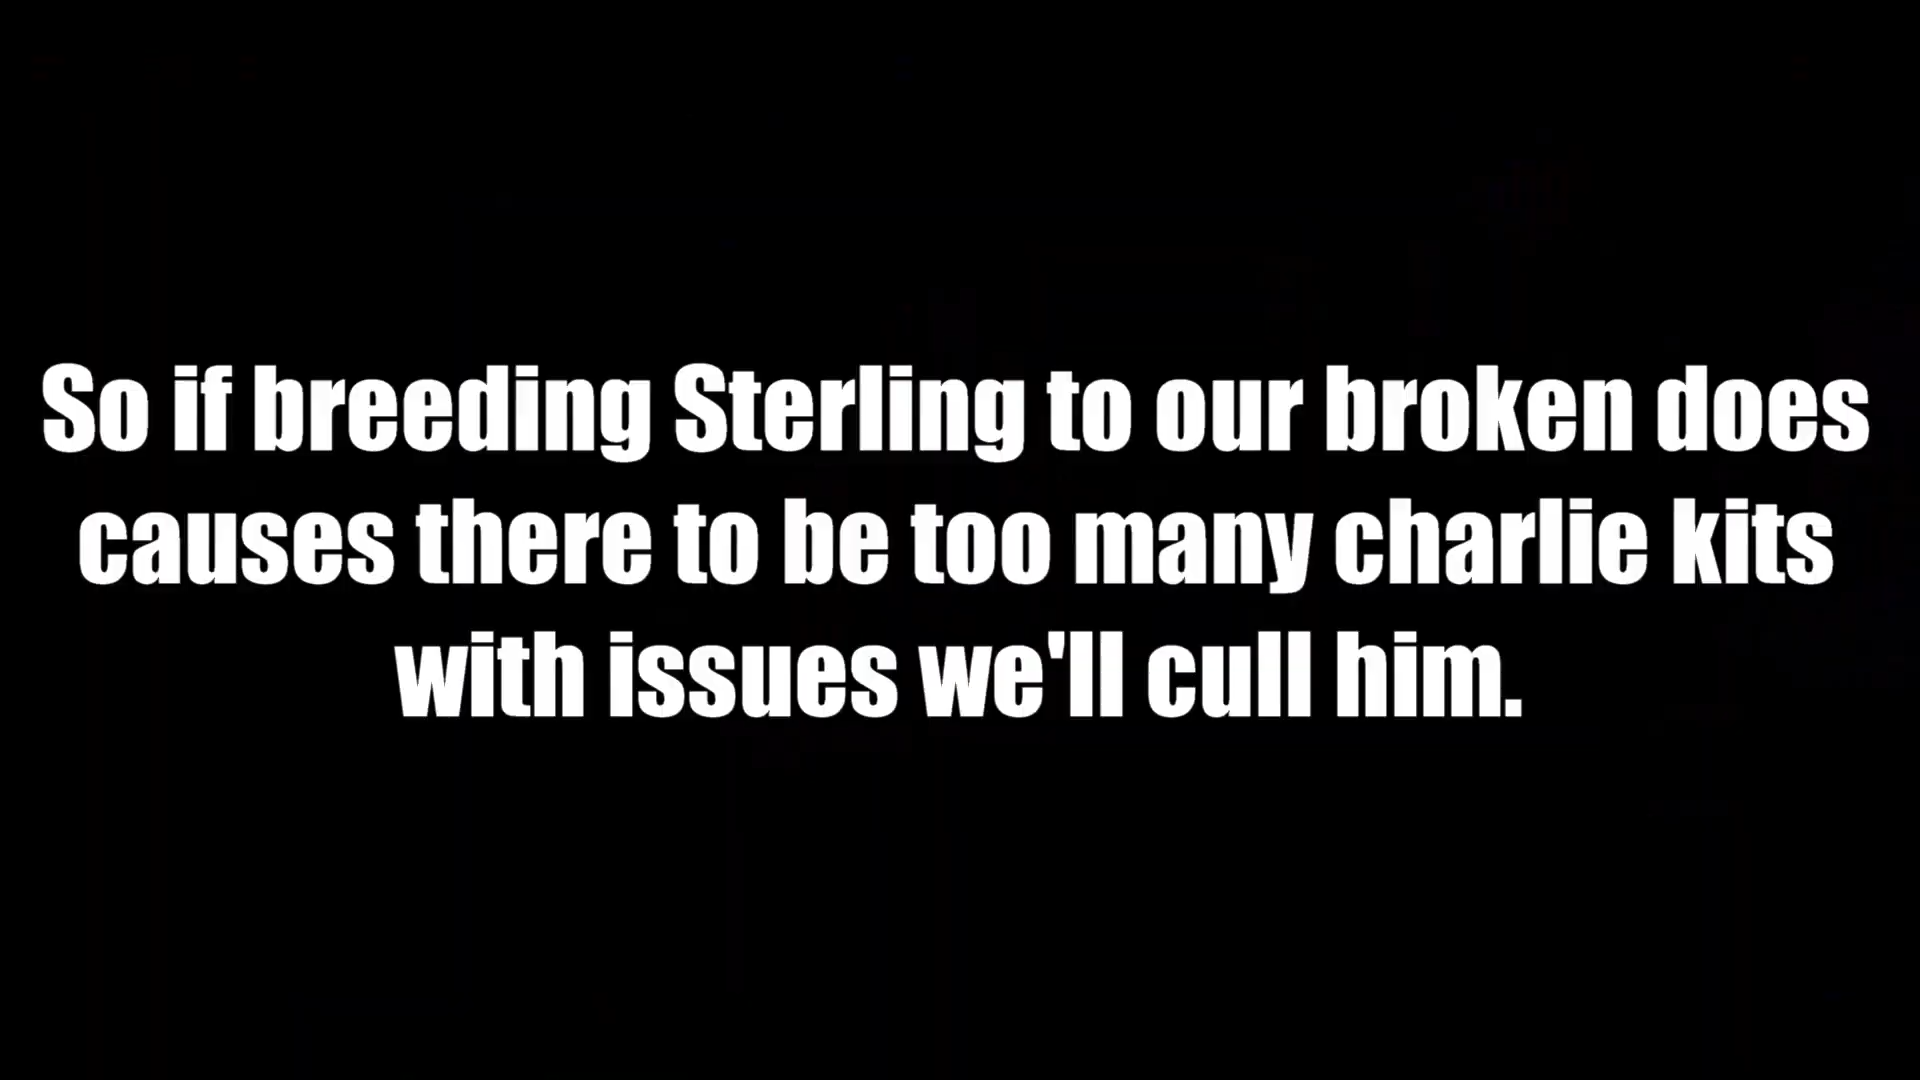 So if breeding Sterling to our broken does
causes there to be too many charlie kits
with issues we'll cull him.